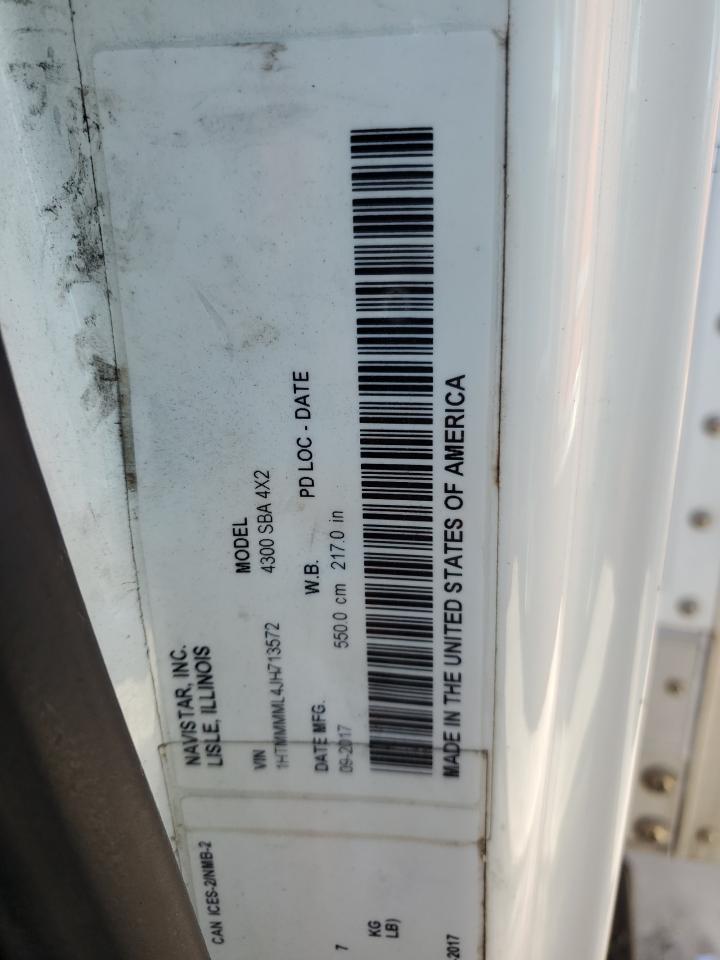 NAVISTAR, INC.
LISLE, ILLINOIS
MODEL
4300 SBA 4X2
VIN
1HTMMMML4JH713572
DATE MFG.
W.B.
PD LOC - DATE
09-2017
550.0 cm 217.0 in
MADE IN THE UNITED STATES OF AMERICA
CAN ICES-2/NMB-2
7
KG
LB)
-2017